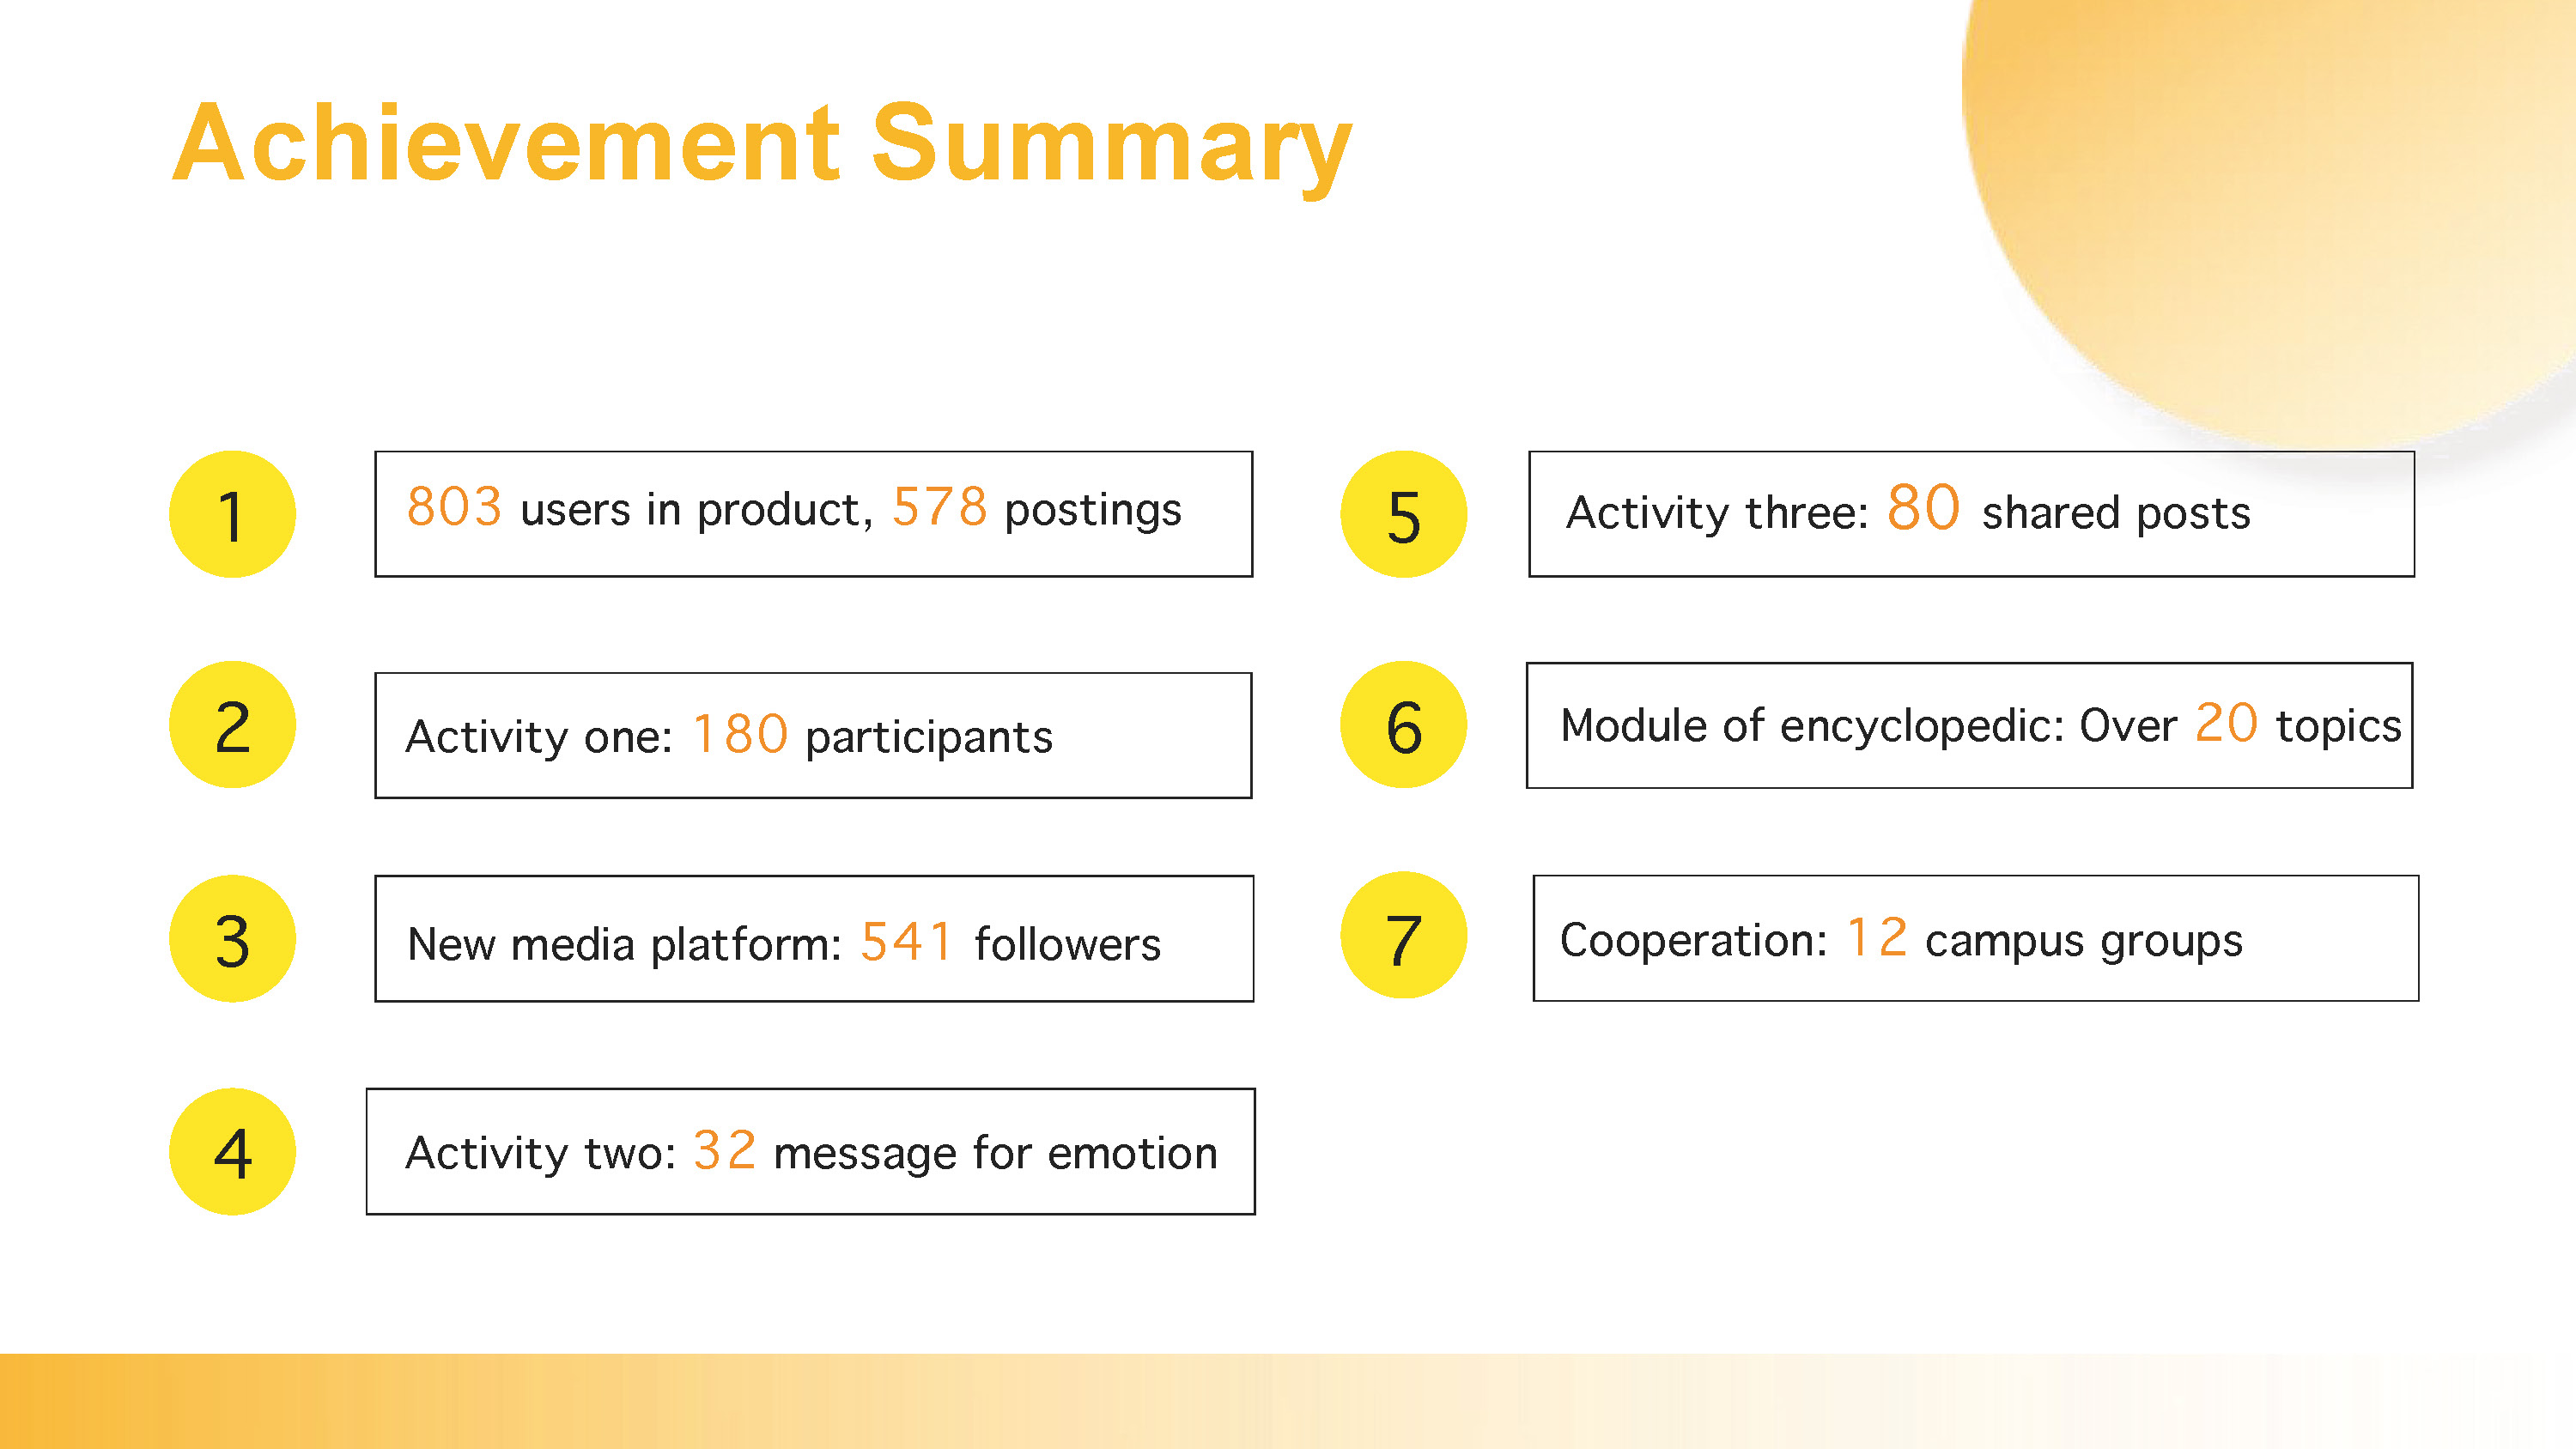 Achievement Summary
1
803 users in product, 578 postings
2
Activity one: 180 participants
3
New media platform: 541 followers
4
Activity two: 32 message for emotion
5
Activity three: 80 shared posts
6
Module of encyclopedic: Over 20 topics
7
Cooperation: 12 campus groups